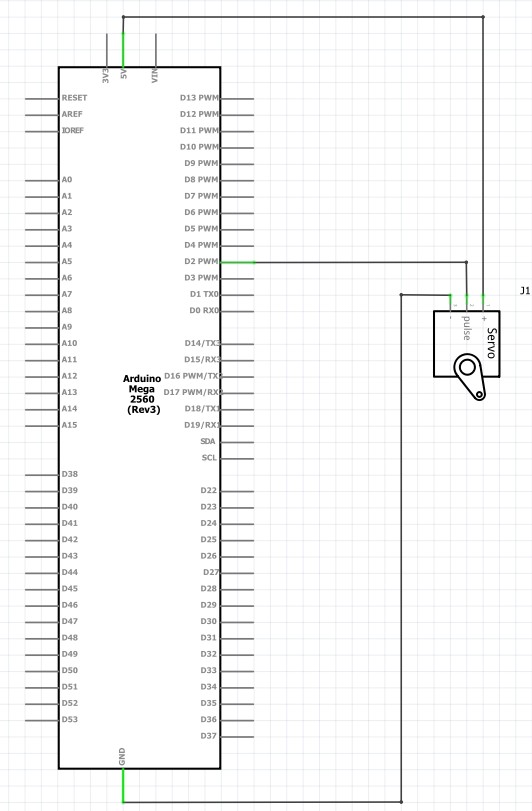 3V3
5V
VIN
RESET
AREF
IOREF
A0
A1
A2
A3
A4
A5
A6
A7
A8
A9
A10
A11
A12
A13
A14
A15
D38
D39
D40
D41
D42
D43
D44
D45
D46
D47
D48
D49
D50
D51
D52
D53
D13 PWM
D12 PWM
D11 PWM
D10 PWM
D9 PWM
D8 PWM
D7 PWM
D6 PWM
D5 PWM
D4 PWM
D2 PWM
D3 PWM
D1 TX0
D0 RX0
D14/TX3
D15/RX3
D16 PWM/TX
D17 PWM/RX
D18/TX1
D19/RX1
SDA
SCL
D22
D23
D24
D25
D26
D27
D28
D29
D30
D31
D32
D33
D34
D35
D36
D37
Arduino
Mega
2560
(Rev3)
GND
J1
-
pulse
+
Servo